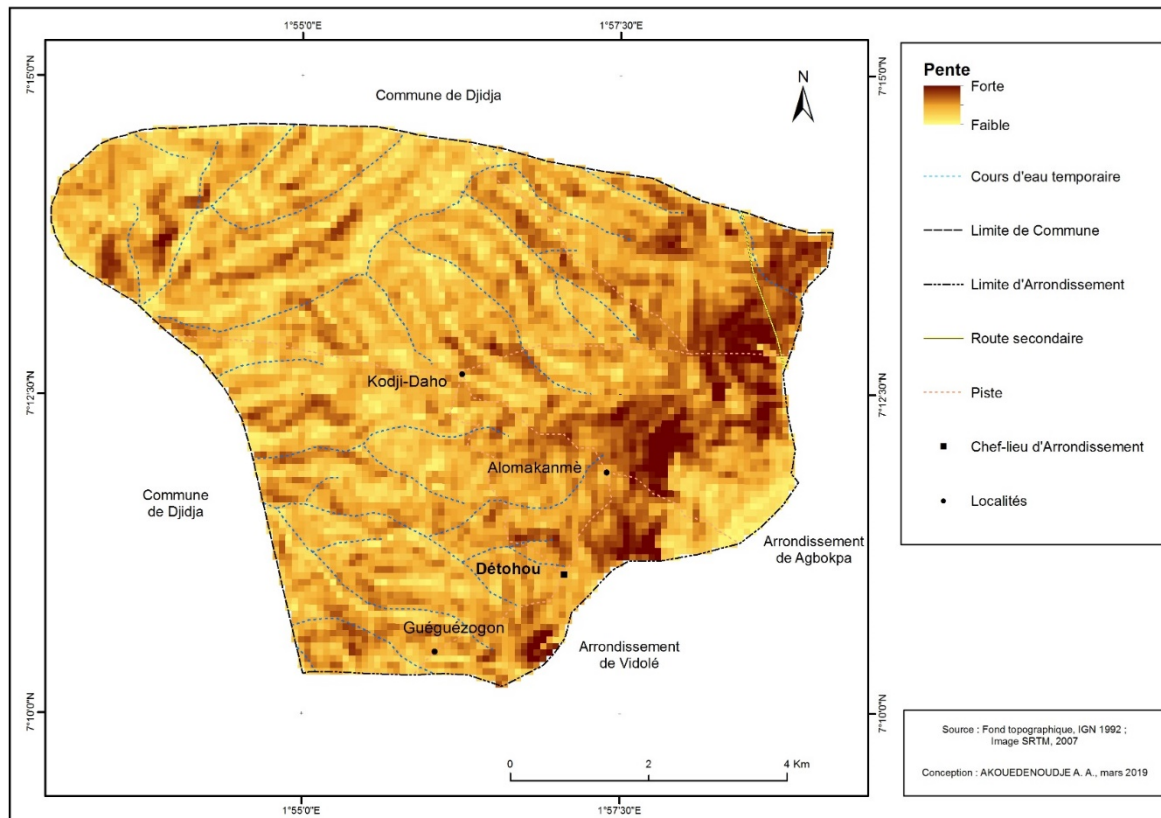 1°55'0"E
1°57'30"E
7°15'0"N
7°15'0"N
Commune de Djidja
N
Kodji-Daho
7°12'30"N
7°12'30"N
Alomakanmè
Commune
de Djidja
Arrondissement
de Agbokpa
Détohou
Guéguézogon
Arrondissement
de Vidolé
7°10'0"N
7°10'0"N
0
2
4 Km
1°55'0"E
1°57'30"E
Pente
Forte
Faible
Cours d'eau temporaire
Limite de Commune
Limite d'Arrondissement
Route secondaire
Piste
Chef-lieu d'Arrondissement
Localités
Source : Fond topographique, IGN 1992 ;
Image SRTM, 2007
Conception : AKOUEDENOUDJE A. A., mars 2019